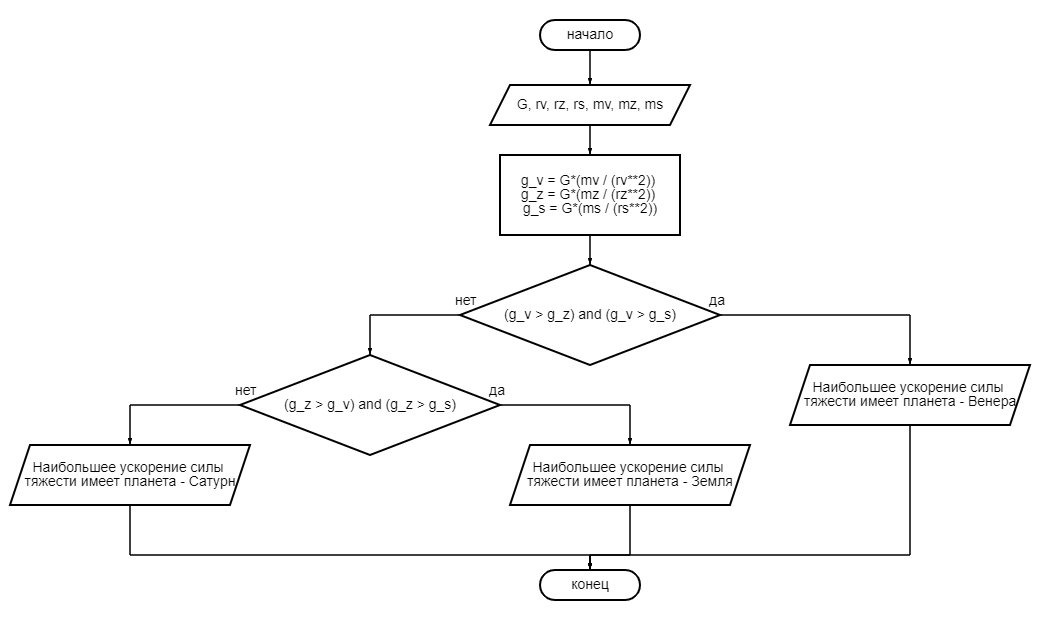 начало
G, rv, rz, rs, mv, mz, ms
g_v = G*(mv / (rv**2))
g_z = G*(mz / (rz**2))
g_s = G*(ms / (rs**2))
нет
да
(g_v > g_z) and (g_v > g_s)
нет
да
(g_z > g_v) and (g_z > g_s)
Наибольшее ускорение силы
тяжести имеет планета - Венера
Наибольшее ускорение силы
тяжести имеет планета - Сатурн
Наибольшее ускорение силы
тяжести имеет планета - Земля
конец